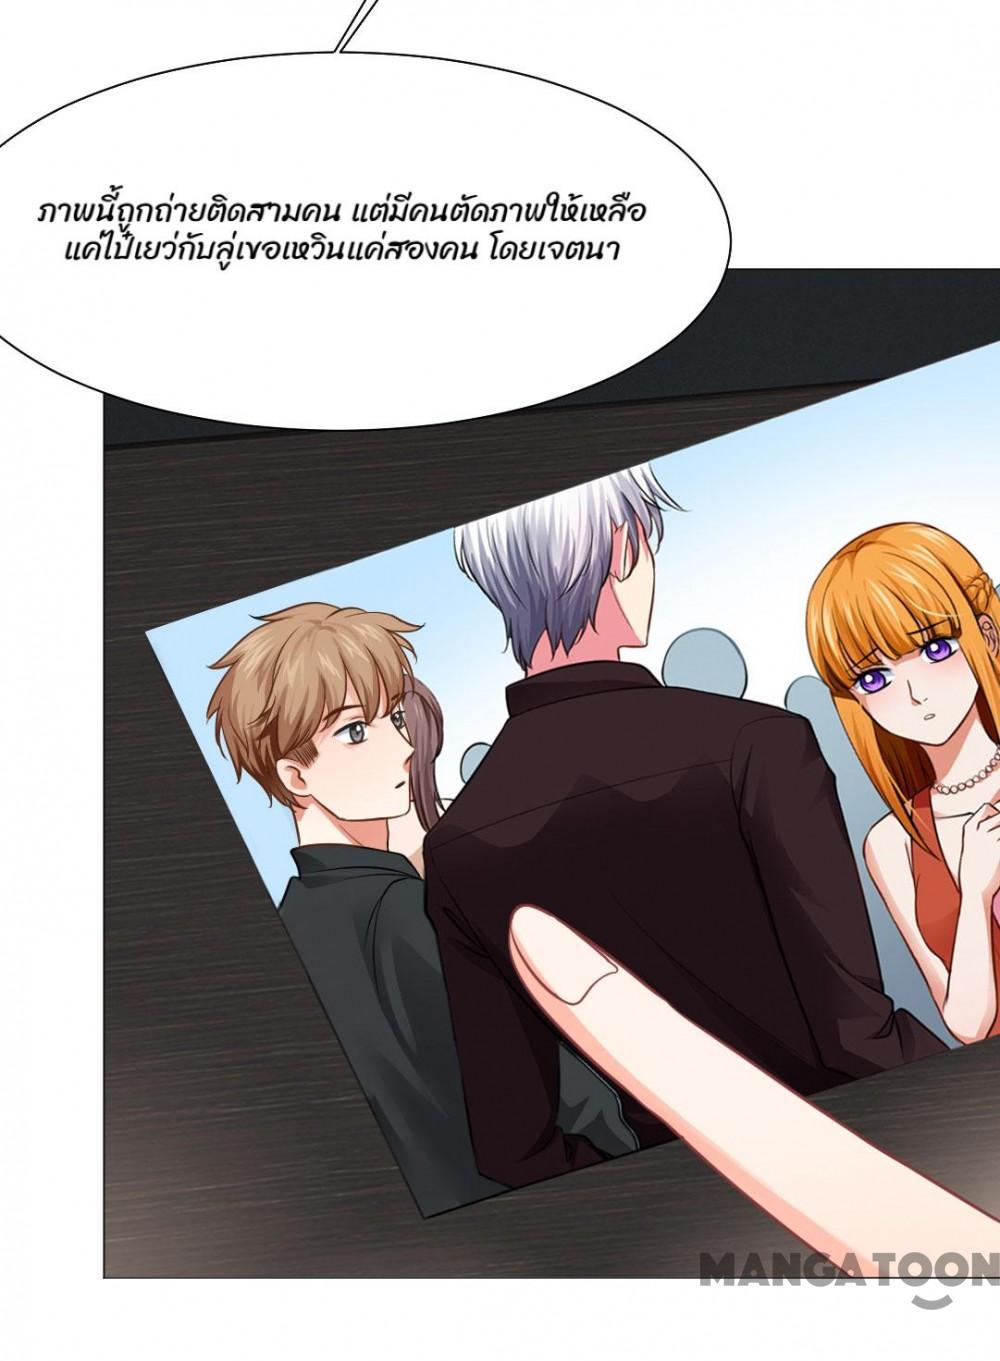 ภาพนี้ถูกถ่ายติดสามคน แต่มีคนตัดภาพให้เหลือ
แค่ไป๋เยว่กับลู่เขอเหวินแค่สองคน โดยเจตนา
MANGATOON